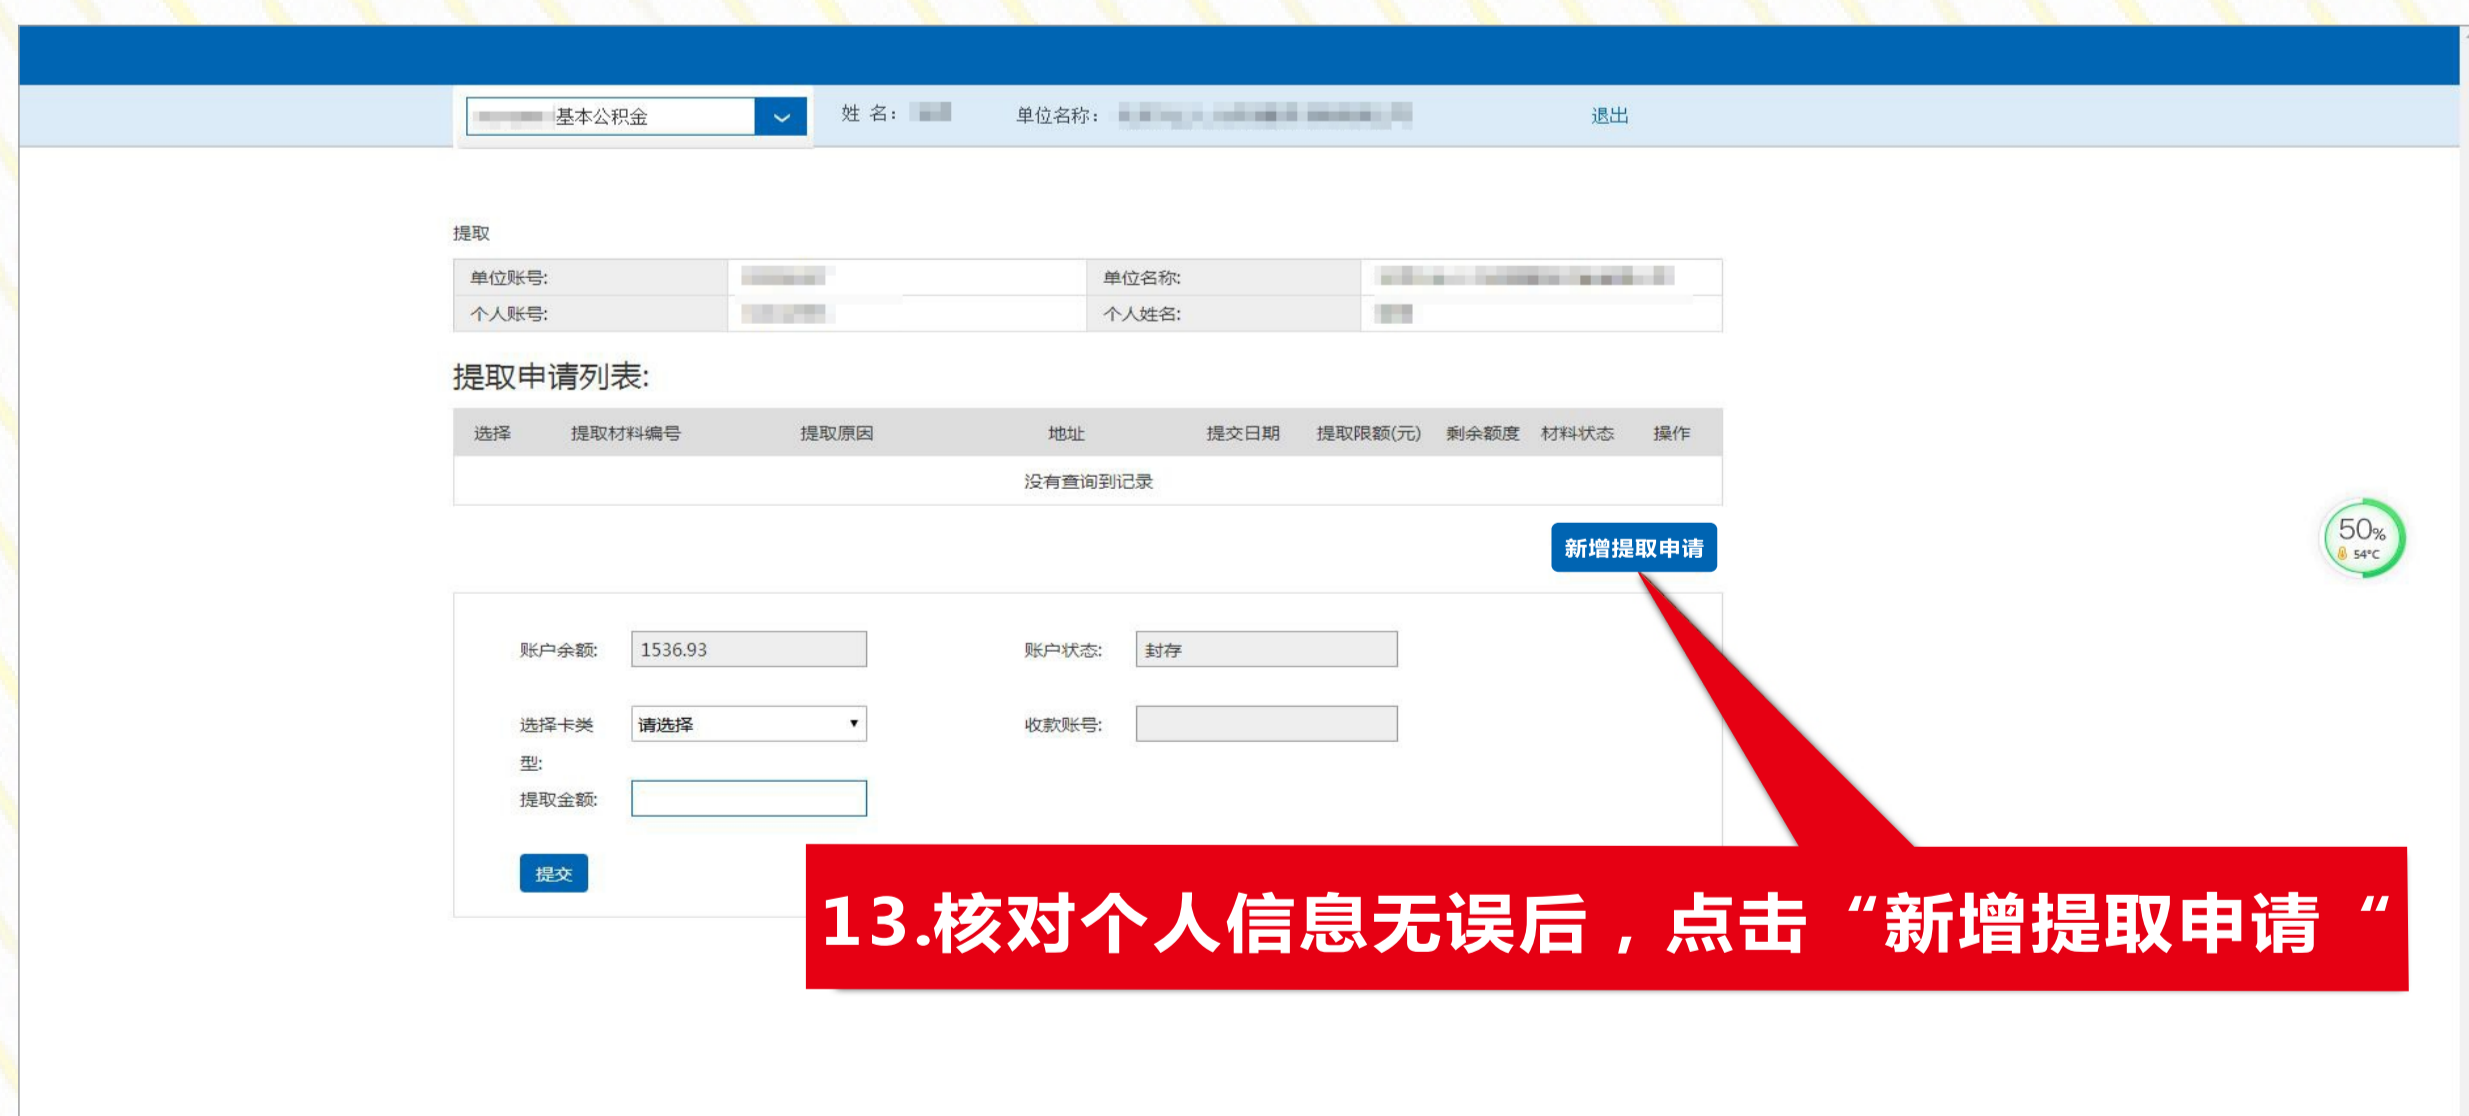 基本公积金
姓 名：
单位名称：
退出
提取
单位账号:
单位名称:
个人账号:
个人姓名:
提取申请列表:
选择 提取材料编号 提取原因 地址 提交日期 提取限额(元) 剩余额度 材料状态 操作
没有查询到记录
新增提取申请
50%
54°C
账户余额: 1536.93 账户状态: 封存
选择卡类型: 请选择 收款账号:
提取金额:
提交
13.核对个人信息无误后，点击“新增提取申请“